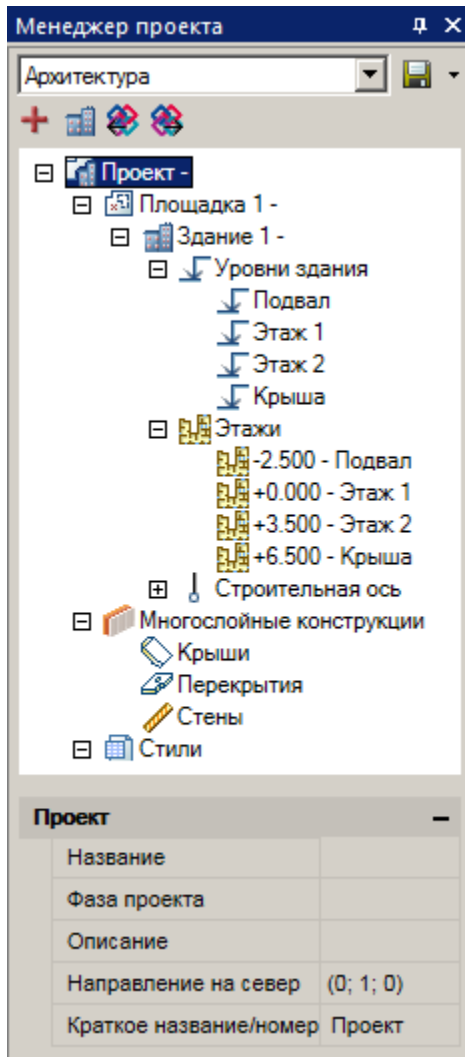 Менеджер проекта
Архитектура
Проект -
Площадка 1 -
Здание 1 -
Уровни здания
Подвал
Этаж 1
Этаж 2
Крыша
Этажи
-2.500 - Подвал
+0.000 - Этаж 1
+3.500 - Этаж 2
+6.500 - Крыша
Строительная ось
Многослойные конструкции
Крыши
Перекрытия
Стены
Стили
Проект
Название
Фаза проекта
Описание
Направление на север (0; 1; 0)
Краткое название/номер Проект